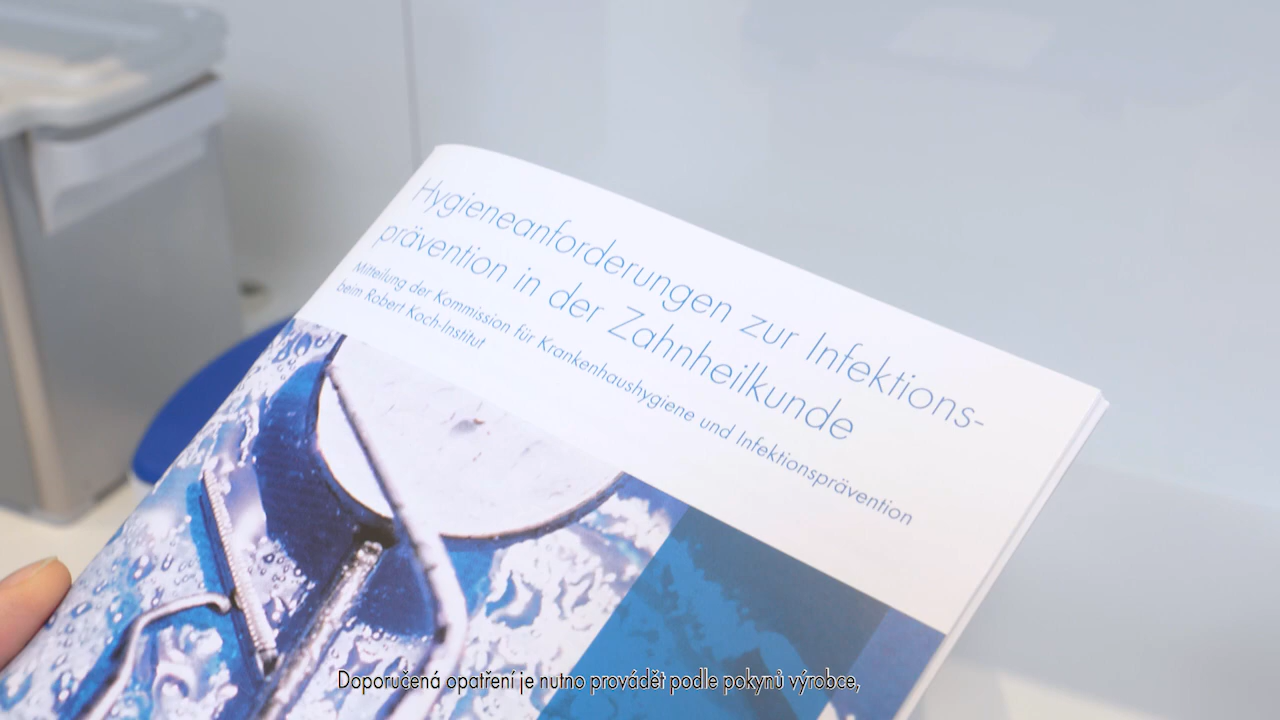 Hygieneanforderungen zur Infektions-
prävention in der Zahnheilkunde
Mitteilung der Kommission für Krankenhaushygiene und Infektionsprävention
beim Robert Koch-Institut
Doporučená opatření je nutno provádět podle pokynů výrobce,